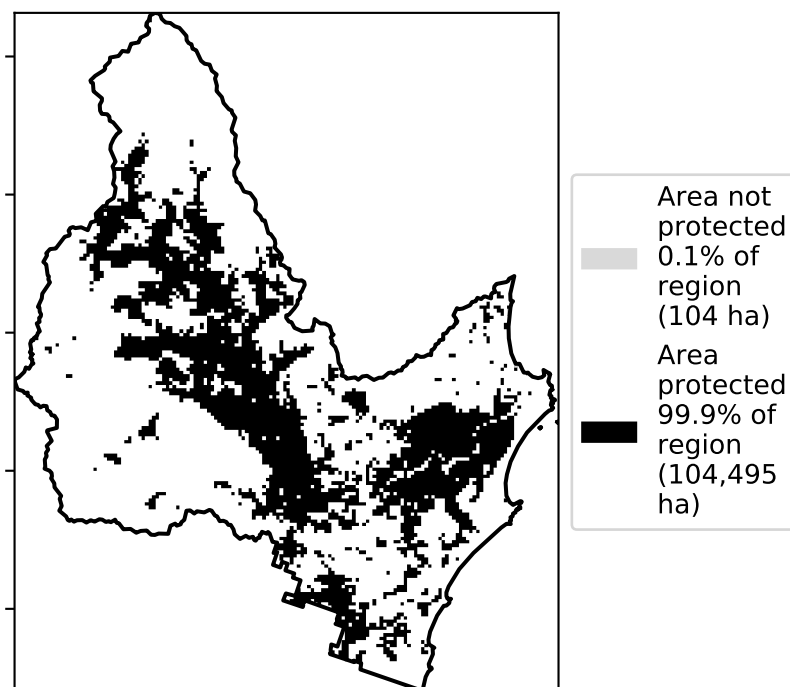 Area not
protected
0.1% of
region
(104 ha)
Area
protected
99.9% of
region
(104,495
ha)